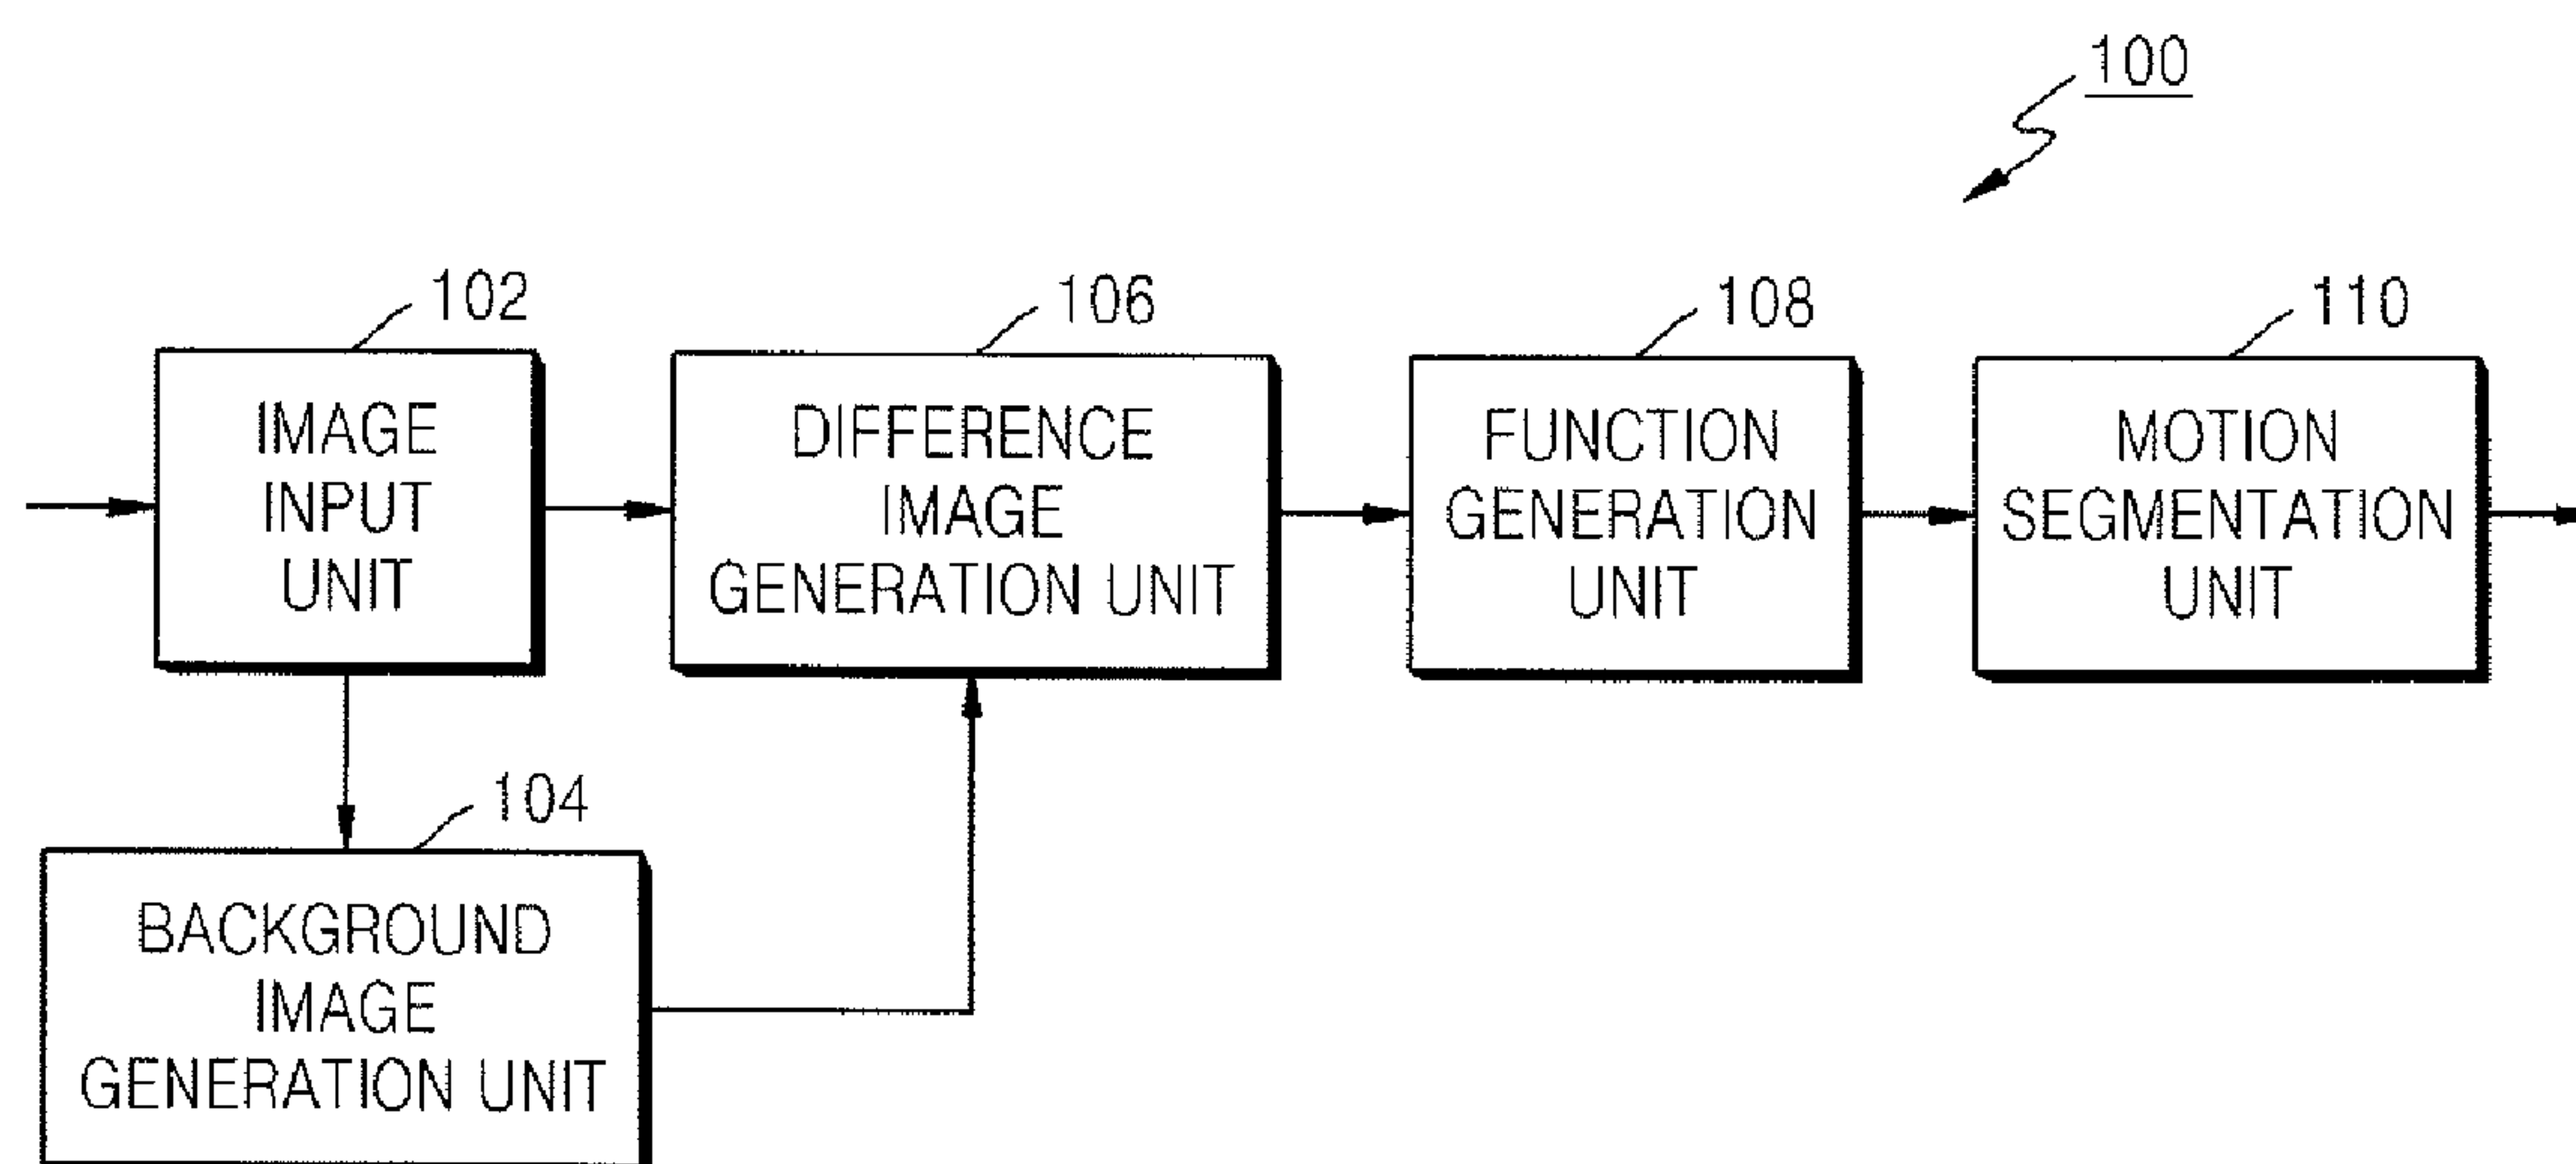 100
102
IMAGE
INPUT
UNIT
106
DIFFERENCE
IMAGE
GENERATION UNIT
108
FUNCTION
GENERATION
UNIT
110
MOTION
SEGMENTATION
UNIT
104
BACKGROUND
IMAGE
GENERATION UNIT